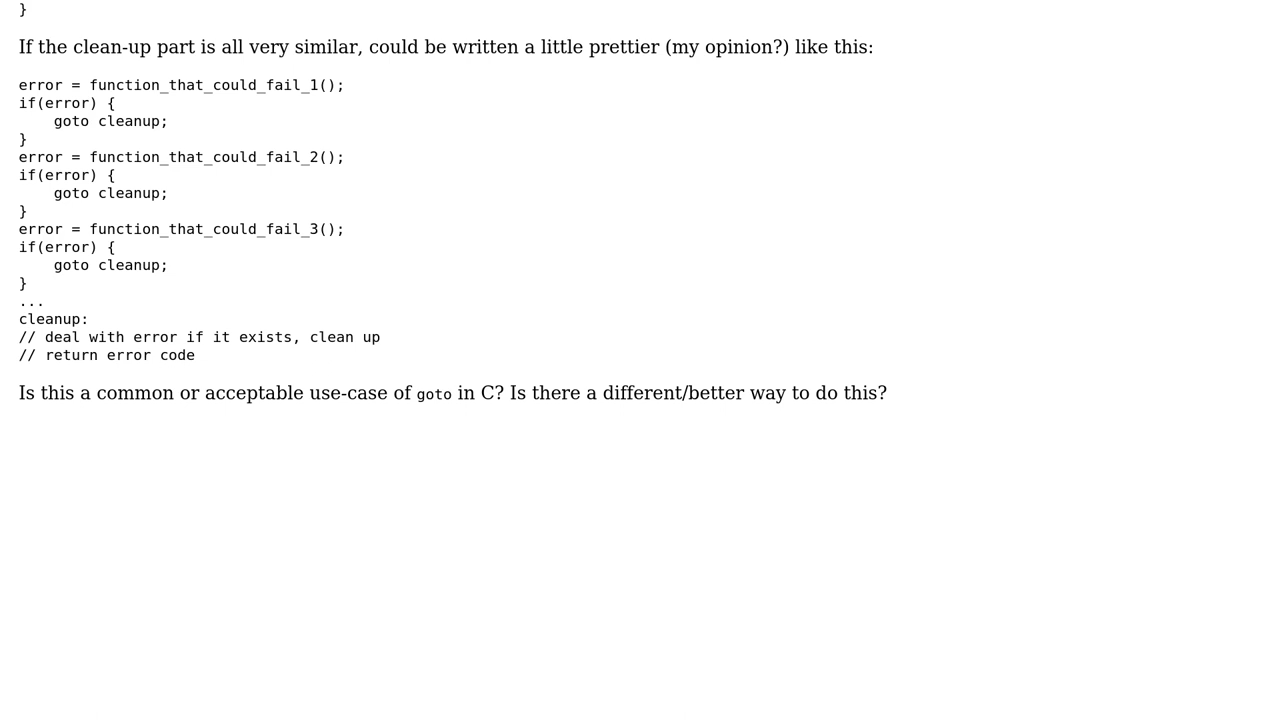 }
If the clean-up part is all very similar, could be written a little prettier (my opinion?) like this:
error = function_that_could_fail_1();
if(error) {
    goto cleanup;
}
error = function_that_could_fail_2();
if(error) {
    goto cleanup;
}
error = function_that_could_fail_3();
if(error) {
    goto cleanup;
}
...
cleanup:
// deal with error if it exists, clean up
// return error code
Is this a common or acceptable use-case of goto in C? Is there a different/better way to do this?